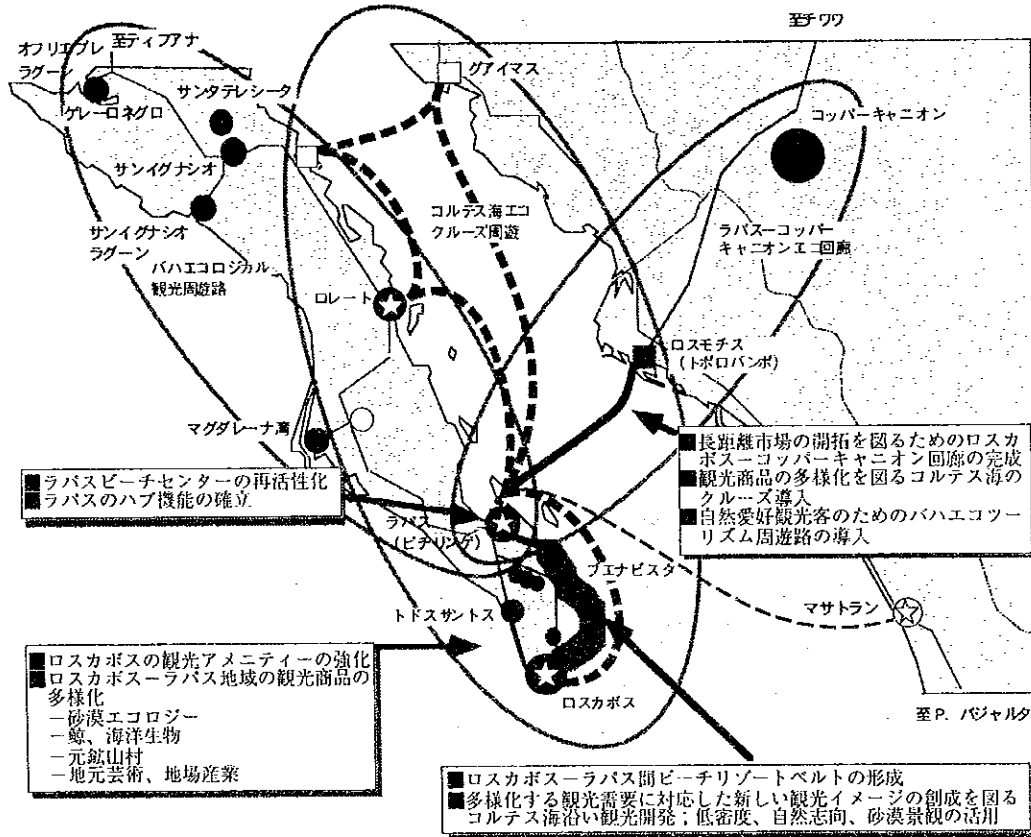 至チワワ
オフリエブレ
ラグーン
至ティファナ
グアイマス
サンタテレシータ
ゲレーロネグロ
コッパーキャニオン
サンイグナシオ
サンイグナシオ
ラグーン
コルテス海エコ
クルーズ周遊
ラパスーコッパー
キャニオンエコ回廊
バハエコロジカル
観光周遊路
ロレート
ロスモチス
(トポロバンポ)
マグダレーナ湾
■長距離市場の開拓を図るためのロスカ
ボスーコッパーキャニオン回廊の完成
■観光商品の多様化を図るコルテス海の
クルーズ導入
■自然愛好観光客のためのバハエコツー
リズム周遊路の導入
■ラパスビーチセンターの再活性化
■ラパスのハブ機能の確立
ラパス
(ピチリンゲ)
ブエナビスタ
トドスサントス
マサトラン
■ロスカボスの観光アメニティーの強化
■ロスカボスーラパス地域の観光商品の
多様化
－砂漠エコロジー
－鯨、海洋生物
－元鉱山村
－地元芸術、地場産業
ロスカボス
至P. バジャルタ
■ロスカボスーラパス間ビーチリゾートベルトの形成
■多様化する観光需要に対応した新しい観光イメージの創成を図る
コルテス海沿い観光開発；低密度、自然志向、砂漠景観の活用